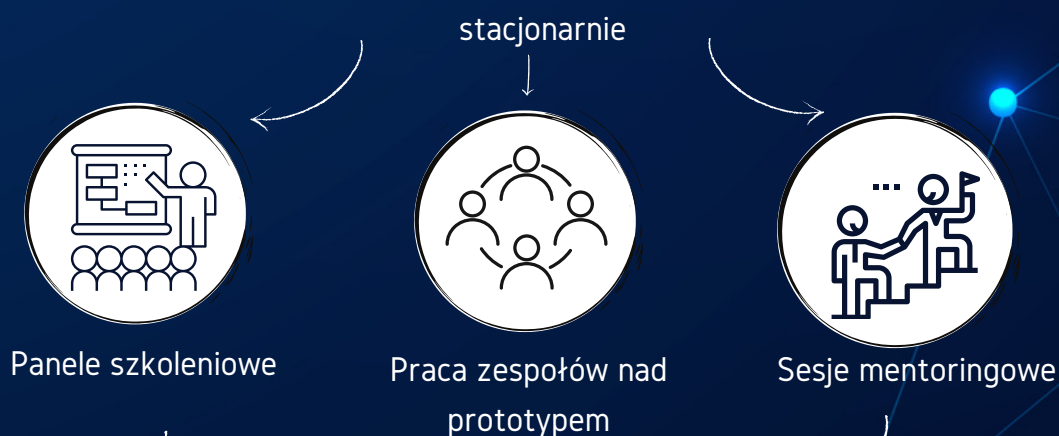 stacjonarnie
Panele szkoleniowe
Praca zespołów nad
prototypem
Sesje mentoringowe